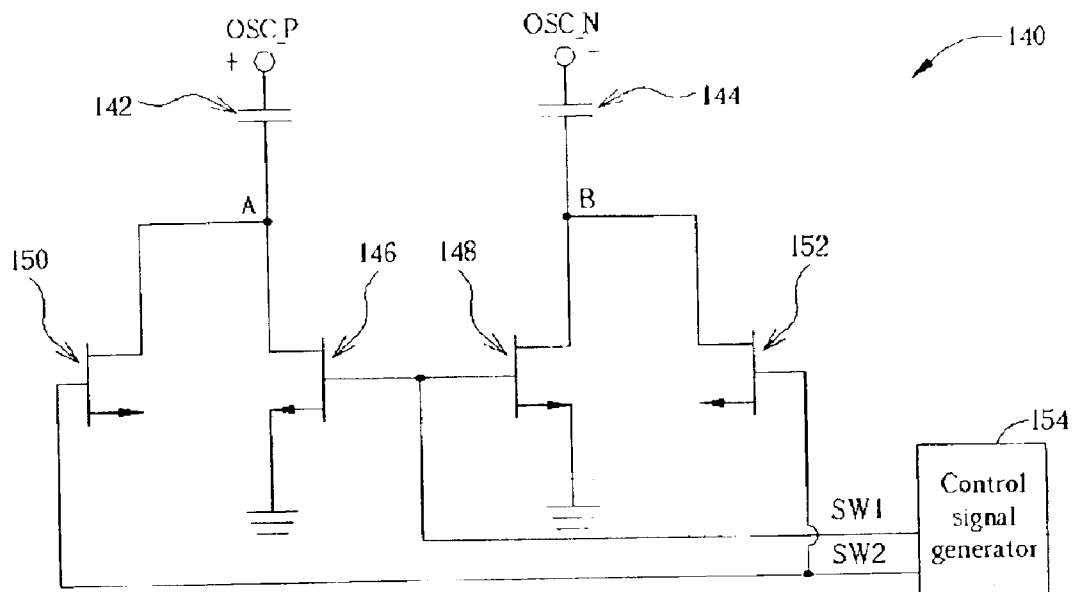 OSC_P
OSC_N
+
-
140
142
144
A
B
150
146
148
152
154
Control
signal
generator
SW1
SW2